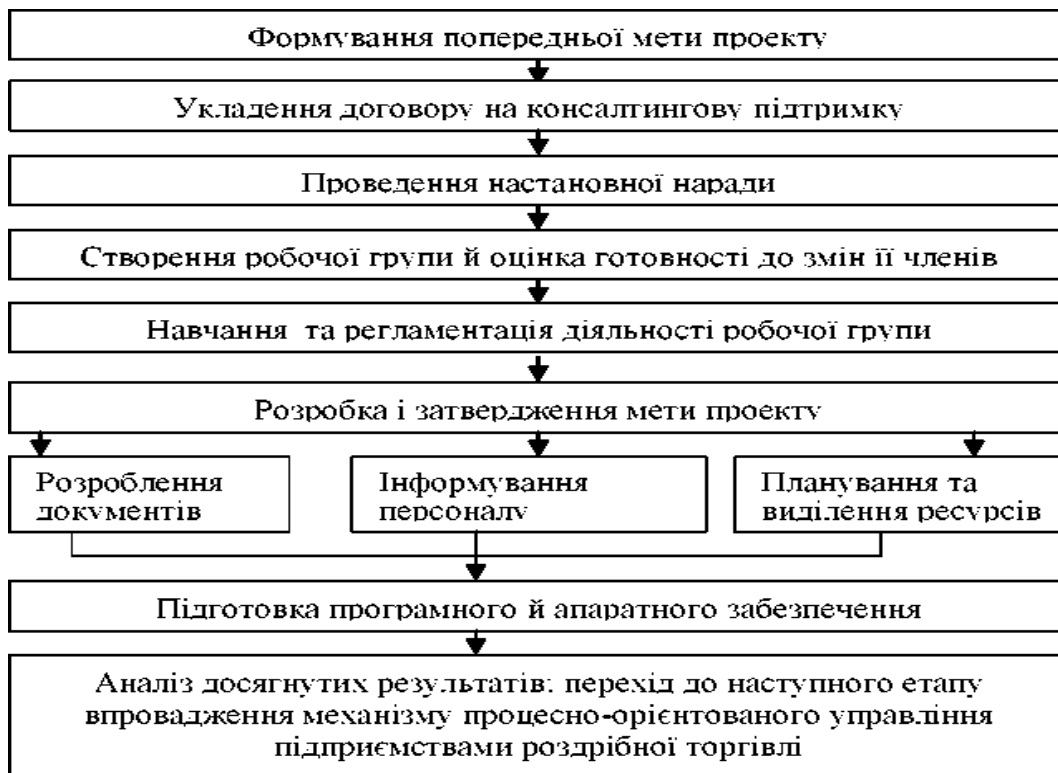 Формування попередньої мети проекту
Укладення договору на консалтингову підтримку
Проведення настановної наради
Створення робочої групи й оцінка готовності до змін її членів
Навчання та регламентація діяльності робочої групи
Розробка і затвердження мети проекту
Розроблення
документів
Інформування
персоналу
Планування та
виділення ресурсів
Підготовка програмного й апаратного забезпечення
Аналіз досягнутих результатів: перехід до наступного етапу
впровадження механізму процесно-орієнтованого управління
підприємствами роздрібної торгівлі